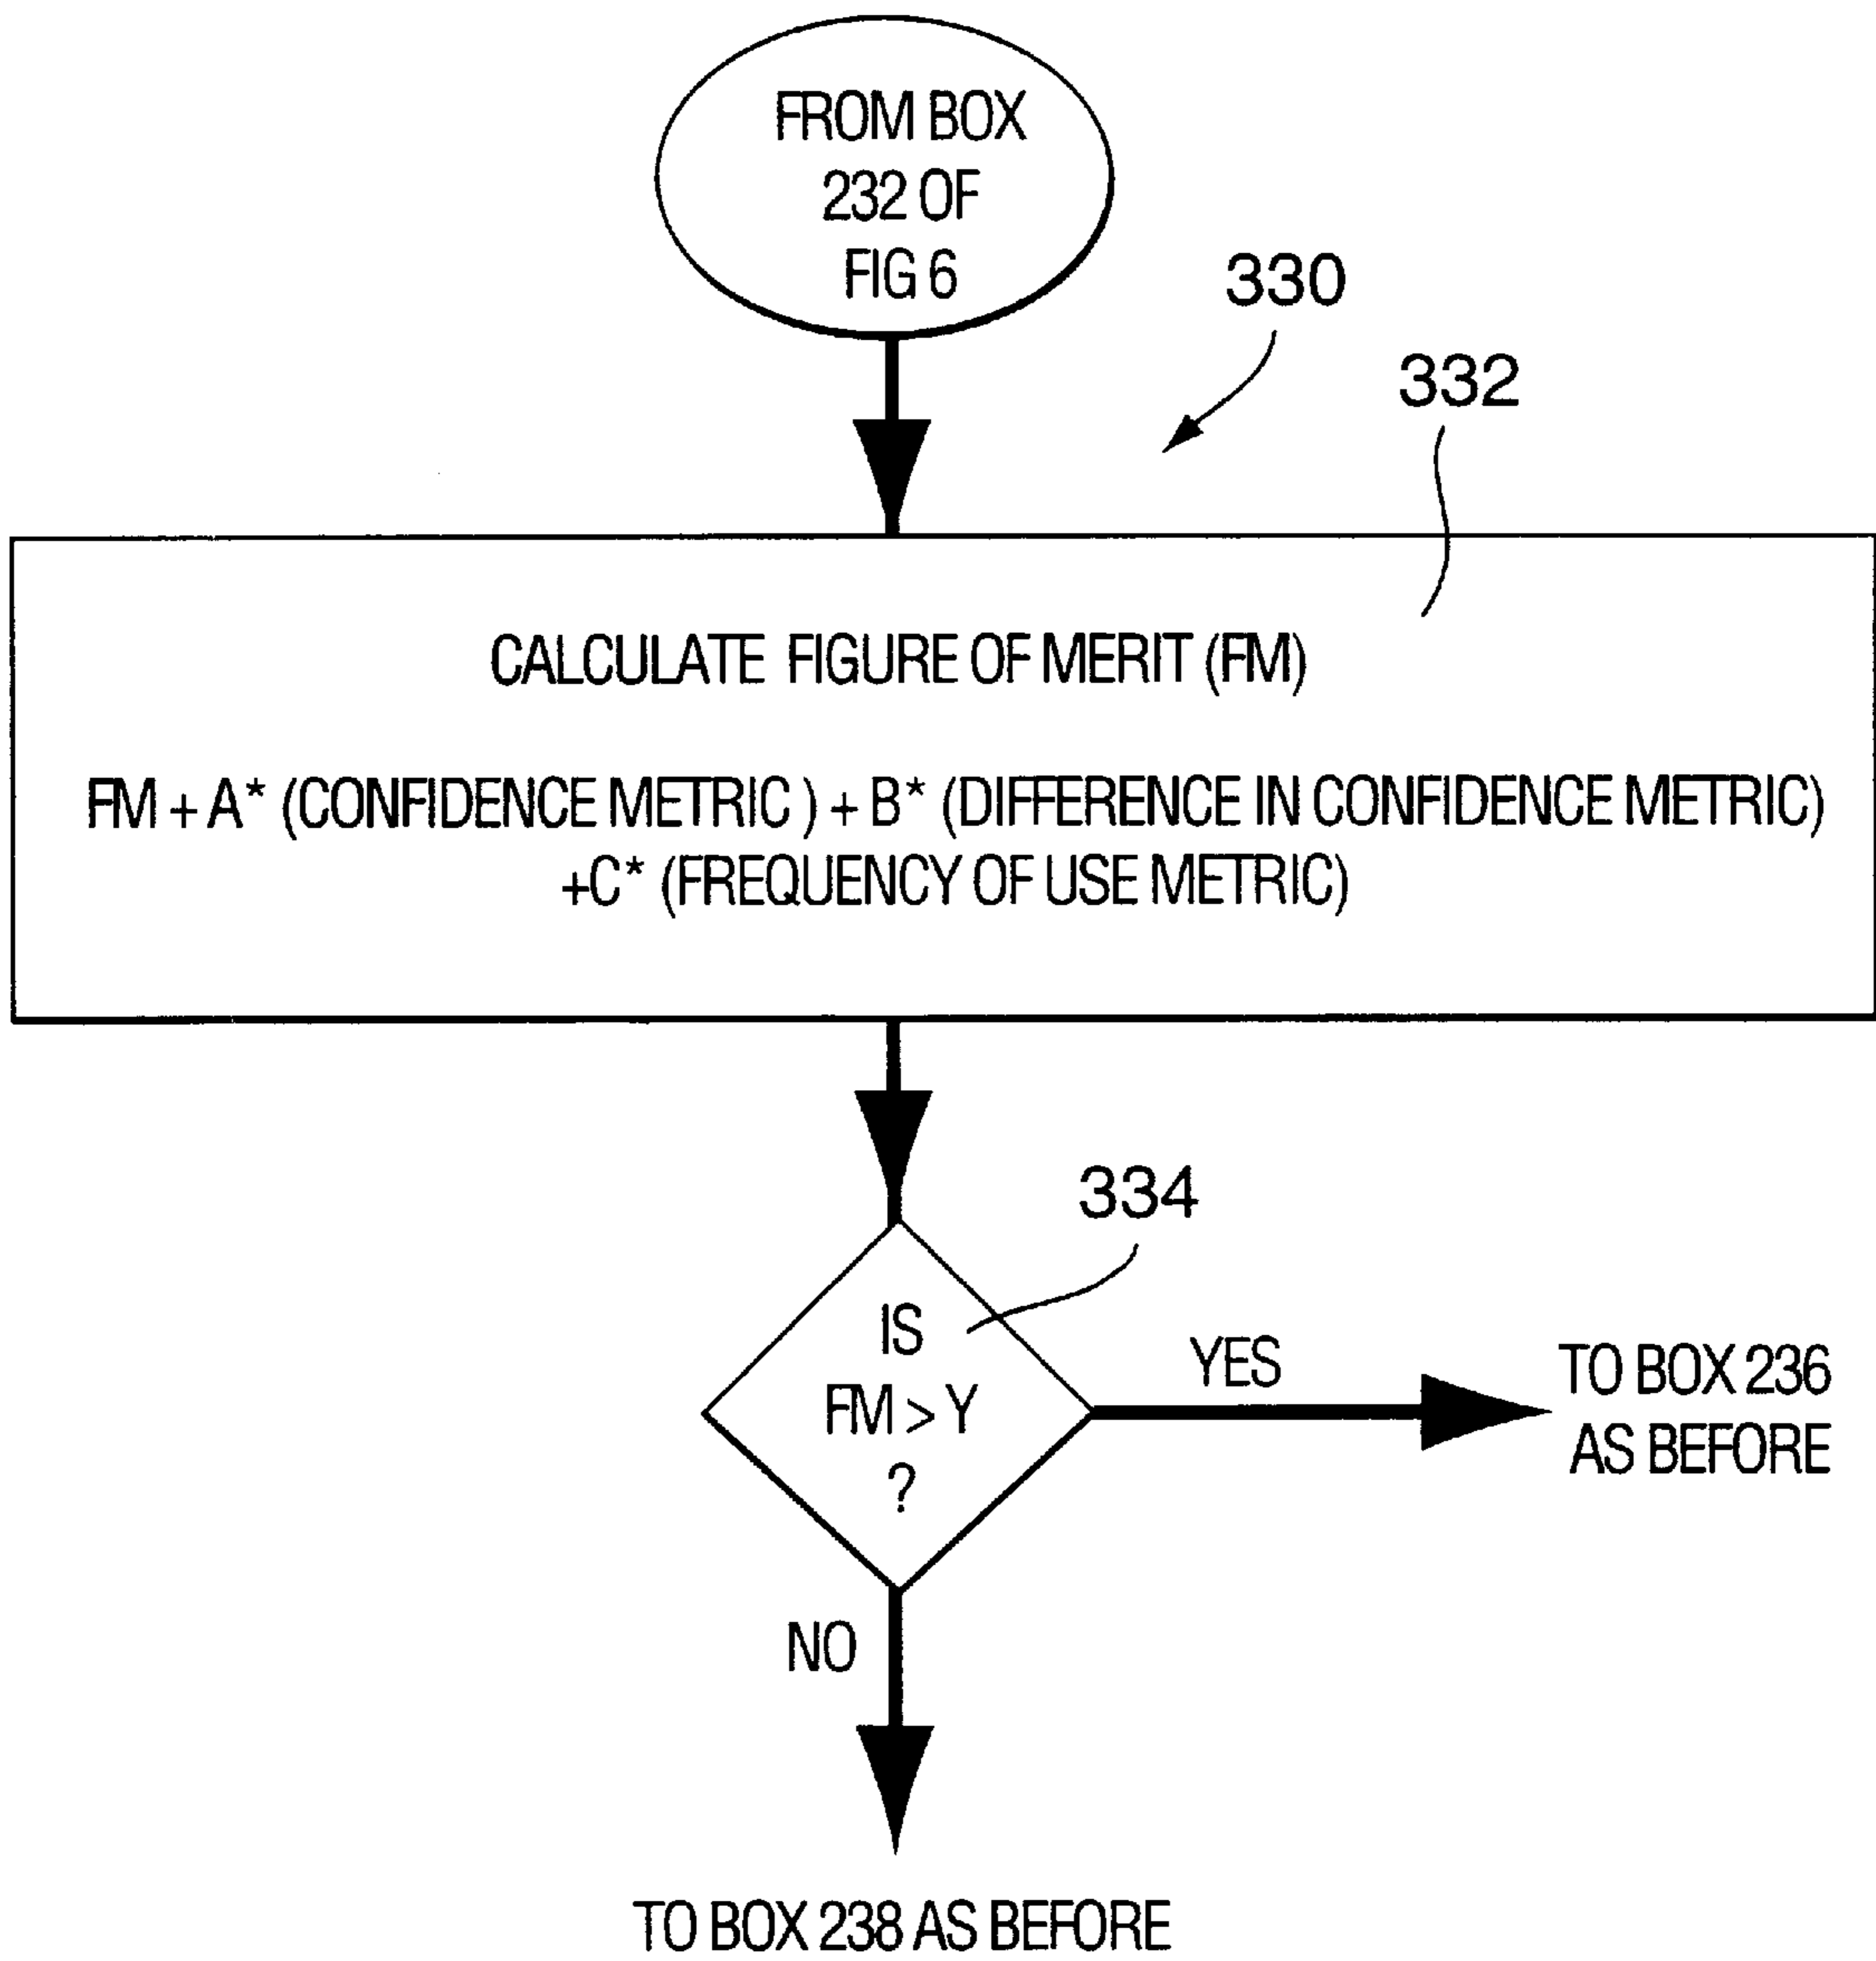 FROM BOX
232 OF
FIG 6
330
332
CALCULATE FIGURE OF MERIT (FM)
FM + A* (CONFIDENCE METRIC ) + B* (DIFFERENCE IN CONFIDENCE METRIC)
+C* (FREQUENCY OF USE METRIC)
334
IS
FM > Y
?
YES
TO BOX 236
AS BEFORE
NO
TO BOX 238 AS BEFORE